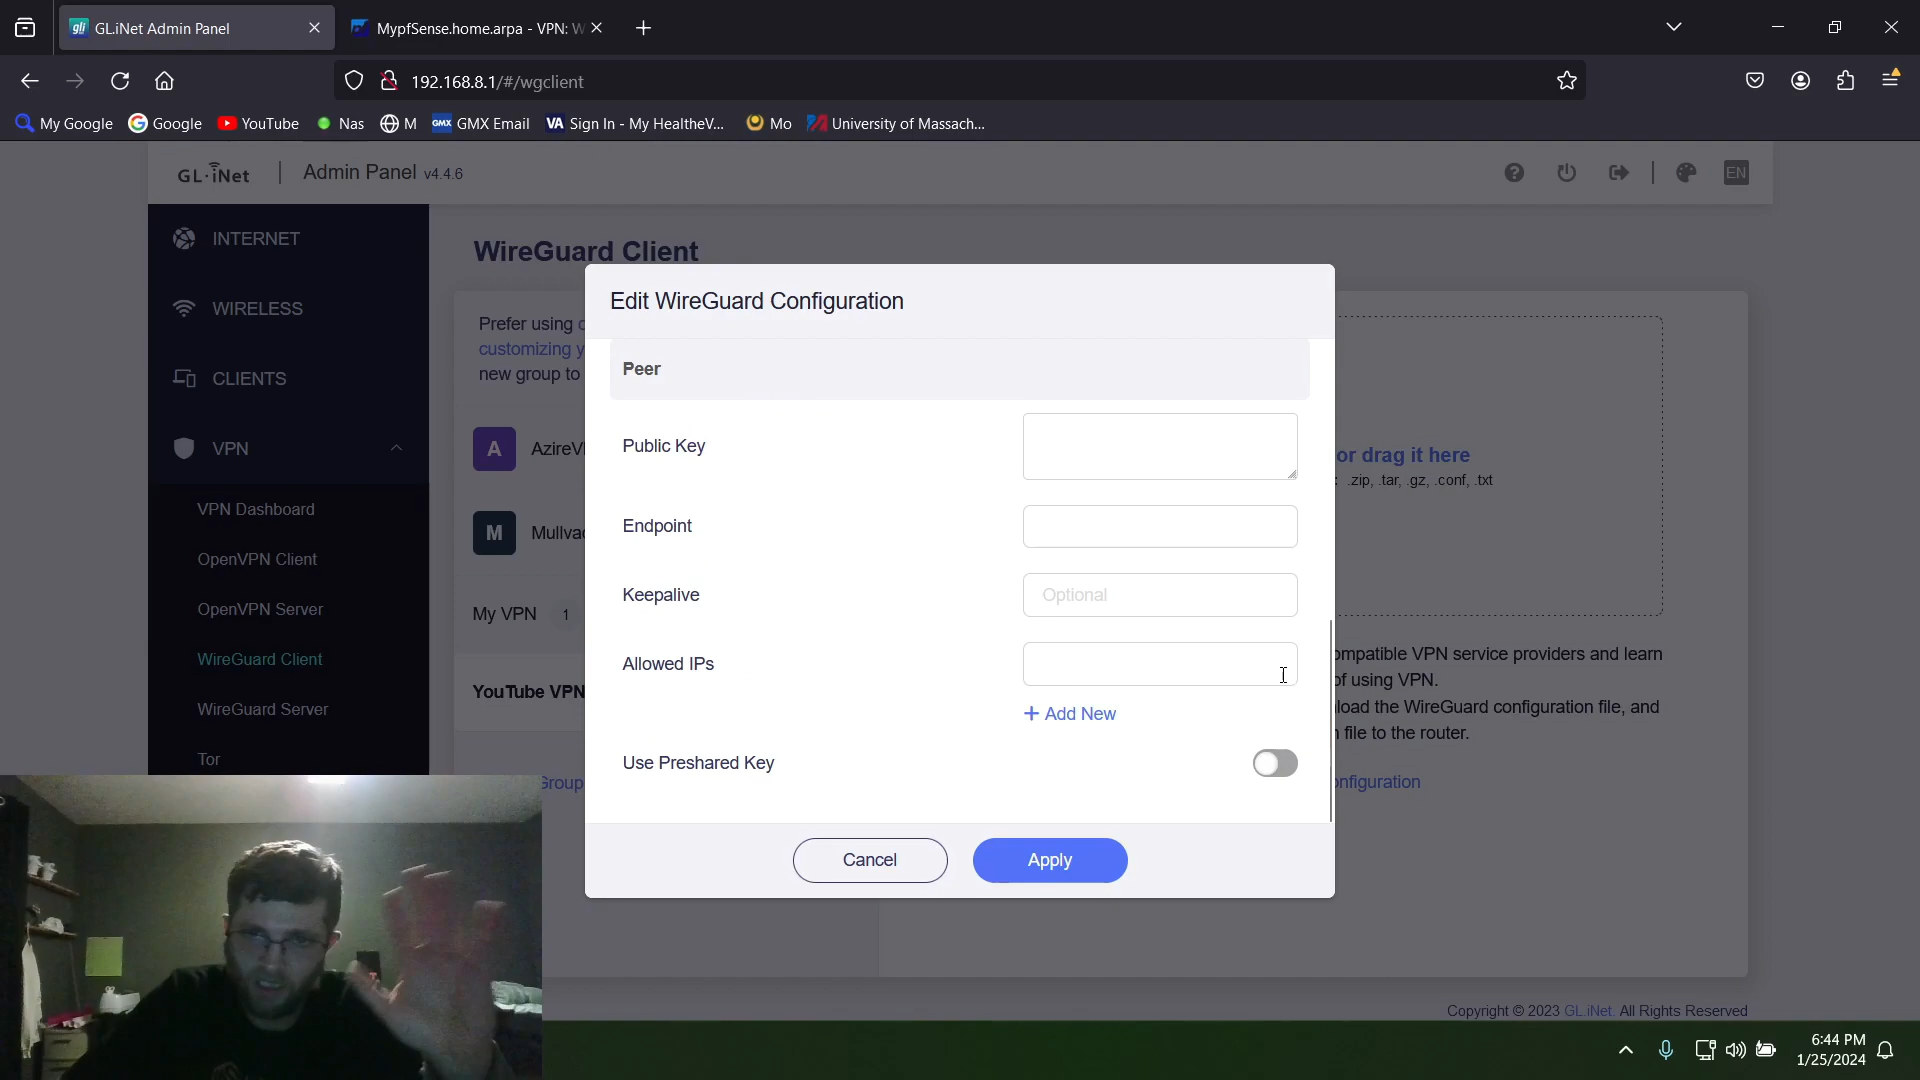 GL.iNet Admin Panel
MypfSense.home.arpa - VPN: W
192.168.8.1/#/wgclient
My Google
Google
YouTube
Nas
M
GMX GMX Email
VA Sign In - My HealtheV...
Mo
University of Massach...
GL·iNet
Admin Panel v4.4.6
EN
INTERNET
WIRELESS
CLIENTS
VPN
VPN Dashboard
OpenVPN Client
OpenVPN Server
WireGuard Client
WireGuard Server
Tor
WireGuard Client
Prefer using
customizing y
new group to
A AzireV
M Mullva
My VPN 1
YouTube VPN
Group
Edit WireGuard Configuration
Peer
Public Key
Endpoint
Keepalive
Optional
Allowed IPs
+ Add New
Use Preshared Key
Cancel
Apply
or drag it here
: .zip, .tar, .gz, .conf, .txt
ompatible VPN service providers and learn
of using VPN.
load the WireGuard configuration file, and
n file to the router.
onfiguration
Copyright © 2023 GL.iNet. All Rights Reserved
6:44 PM
1/25/2024